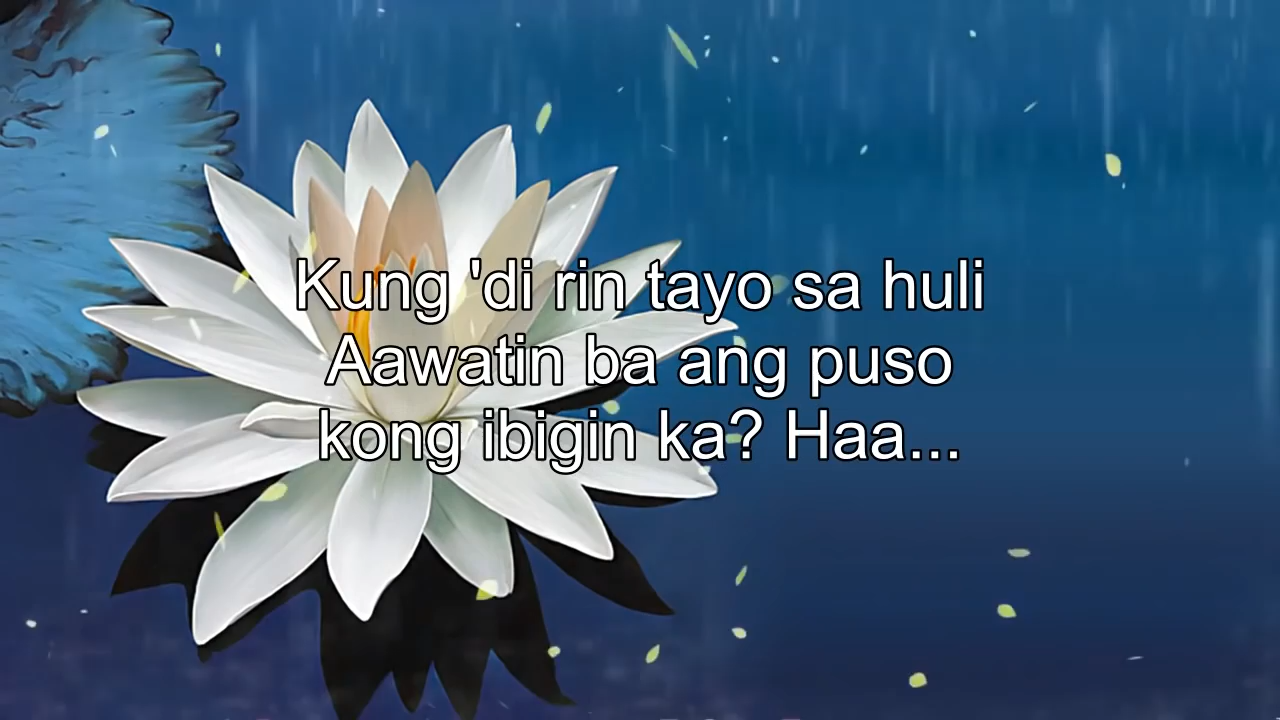 Kung 'di rin tayo sa huli
Aawatin ba ang puso
kong ibigin ka? Haa...